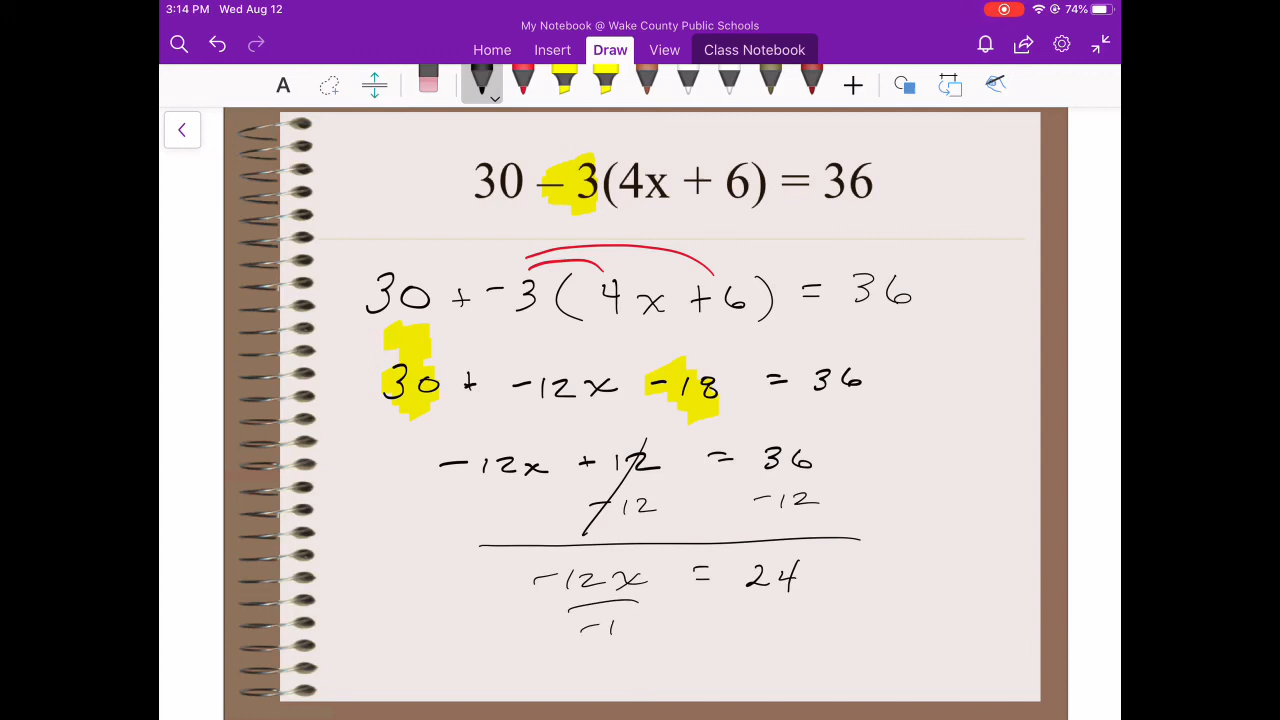 3:14 PM Wed Aug 12
74%
My Notebook @ Wake County Public Schools
Home Insert Draw View Class Notebook
A
30 – 3(4x + 6) = 36
30 + -3 ( 4x + 6 ) = 36
30 + -12x -18 = 36
-12x + 12 = 36
-12 -12
-12x = 24
-1